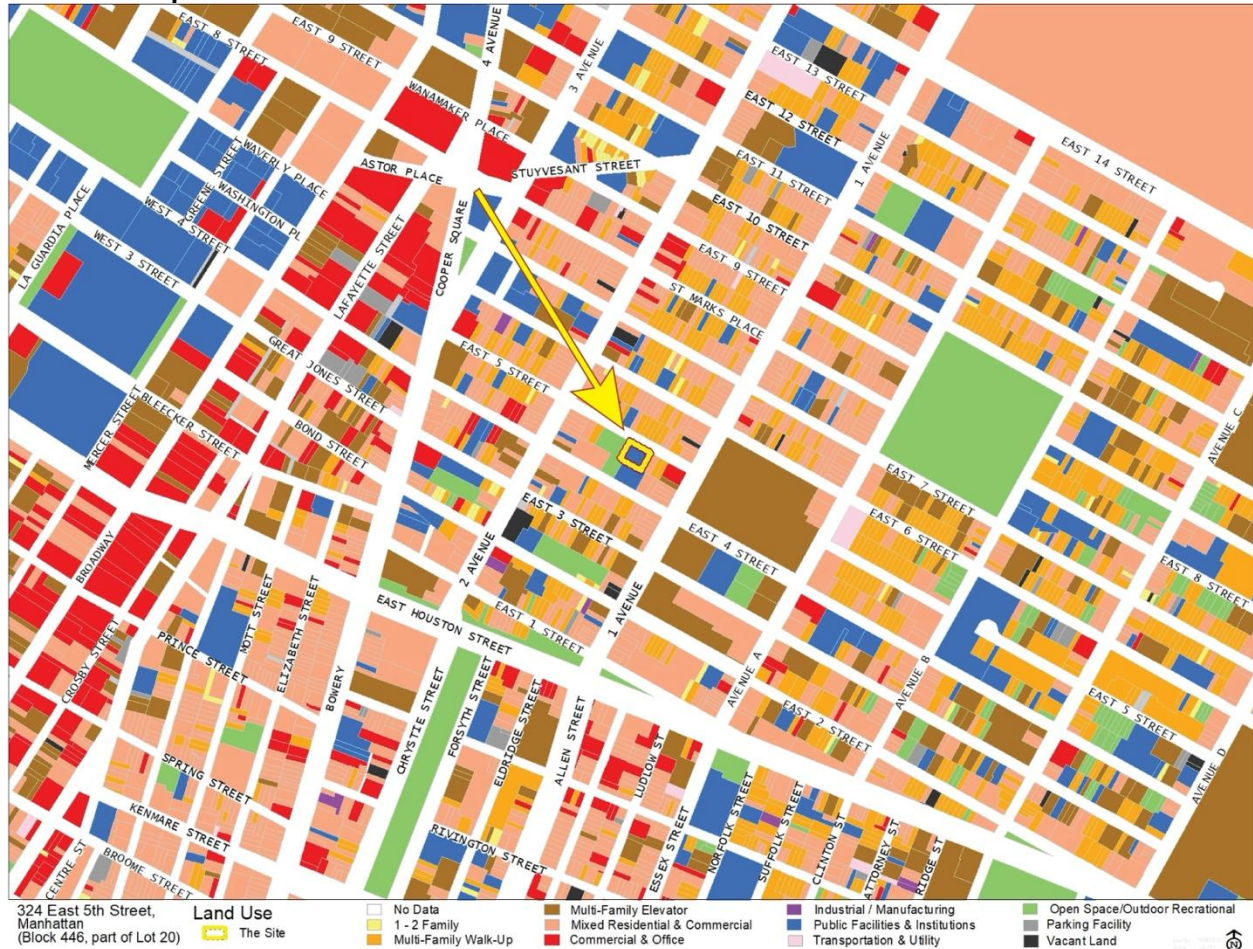 EAST 8 STREET
EAST 9 STREET
4 AVENUE
3 AVENUE
EAST 13 STREET
WANAMAKER PLACE
EAST 12 STREET
1 AVENUE
EAST 14 STREET
WAVERLY PLACE
GREENE STREET
ASTOR PLACE
STUYVESANT STREET
EAST 11 STREET
LA GUARDIA PLACE
WEST 4 STREET
WASHINGTON PL
EAST 10 STREET
WEST 3 STREET
LAFAYETTE STREET
COOPER SQUARE
EAST 9 STREET
ST MARKS PLACE
GREAT JONES STREET
EAST 5 STREET
MERCER STREET
BLEECKER STREET
BOND STREET
AVENUE C
EAST 7 STREET
EAST 3 STREET
EAST 6 STREET
BROADWAY
2 AVENUE
EAST 4 STREET
EAST 8 STREET
MOTT STREET
ELIZABETH STREET
EAST HOUSTON STREET
EAST 1 STREET
1 AVENUE
CROSBY STREET
PRINCE STREET
BOWERY
AVENUE A
AVENUE B
CHRYSTIE STREET
FORSYTH STREET
ELDRIDGE STREET
ALLEN STREET
EAST 2 STREET
EAST 5 STREET
SPRING STREET
LUDLOW ST
AVENUE D
KENMARE STREET
RIVINGTON STREET
ESSEX STREET
NORFOLK STREET
SUFFOLK STREET
CLINTON ST
ATTORNEY ST
RIDGE ST
CENTRE ST
BROOME STREET
324 East 5th Street,
Manhattan
(Block 446, part of Lot 20)
Land Use
The Site
No Data
1 - 2 Family
Multi-Family Walk-Up
Multi-Family Elevator
Mixed Residential & Commercial
Commercial & Office
Industrial / Manufacturing
Public Facilities & Institutions
Transportation & Utility
Open Space/Outdoor Recreational
Parking Facility
Vacant Land